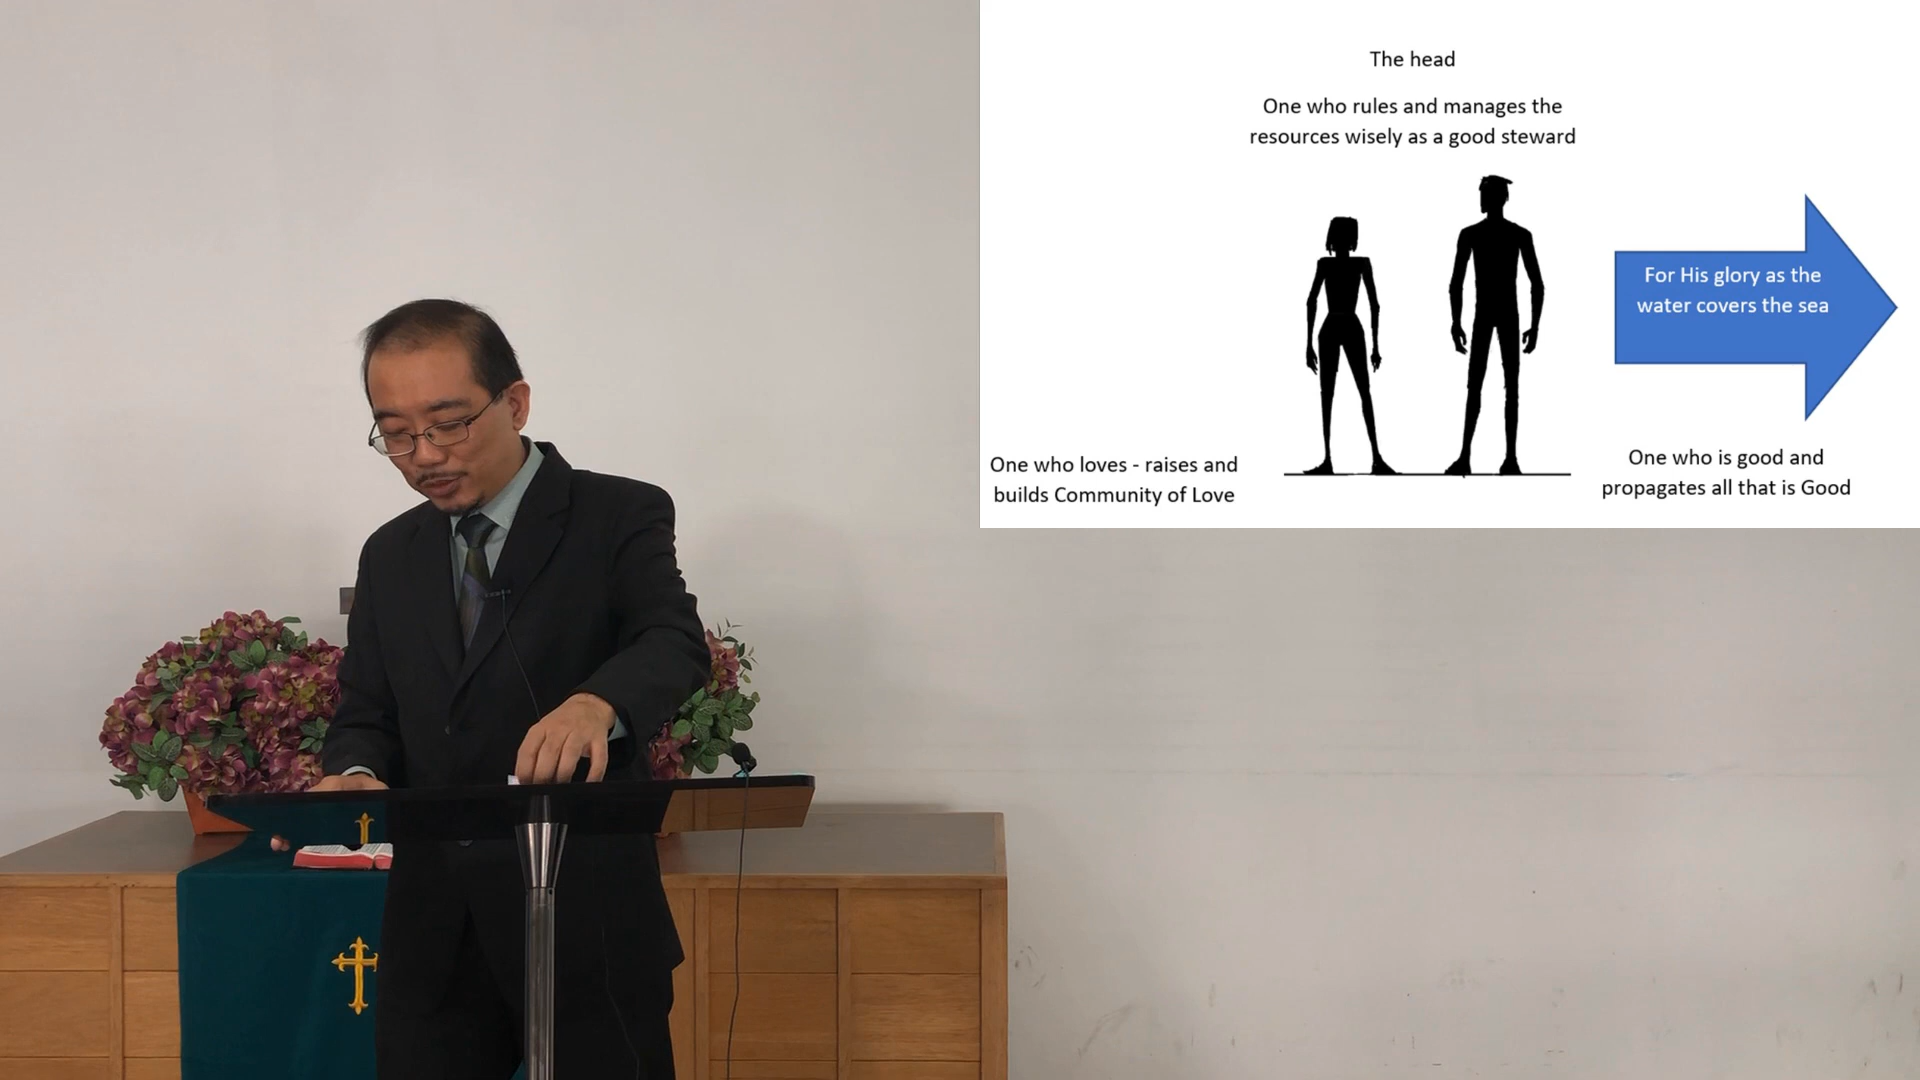 The head
One who rules and manages the
resources wisely as a good steward
For His glory as the
water covers the sea
One who loves - raises and
builds Community of Love
One who is good and
propagates all that is Good